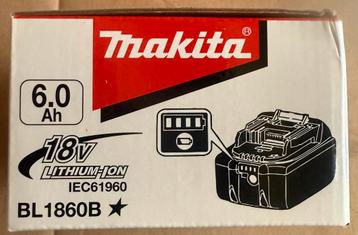 makita®
6.0
Ah
18V
LITHIUM-ION
IEC61960
BL1860B ★